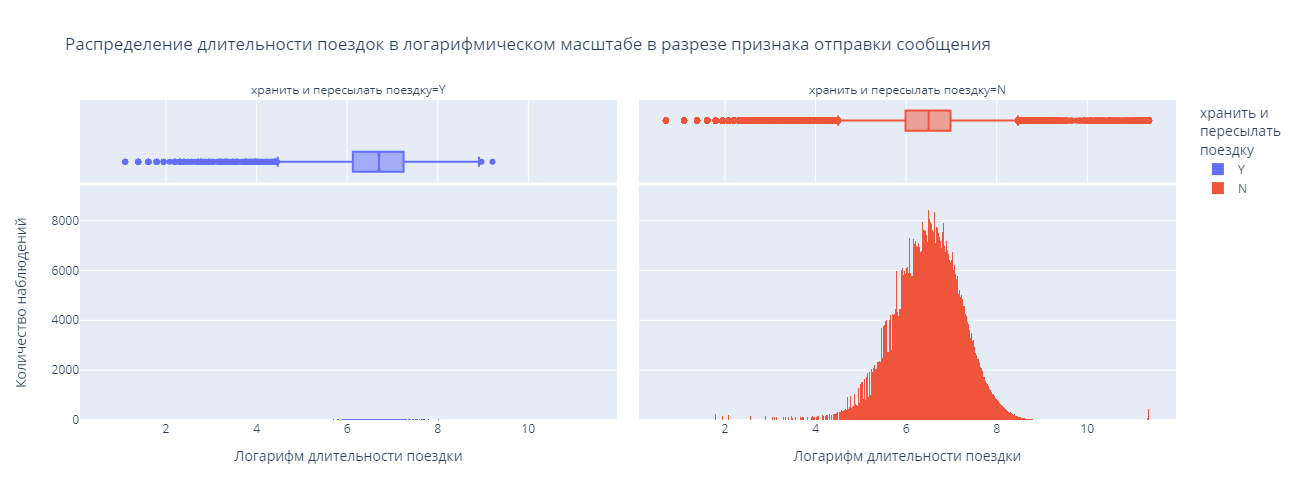 Распределение длительности поездок в логарифмическом масштабе в разрезе признака отправки сообщения
хранить и пересылать поездку=Y
хранить и пересылать поездку=N
хранить и
пересылать
поездку
Y
N
Количество наблюдений
8000
6000
4000
2000
0
2 4 6 8 10
2 4 6 8 10
Логарифм длительности поездки
Логарифм длительности поездки